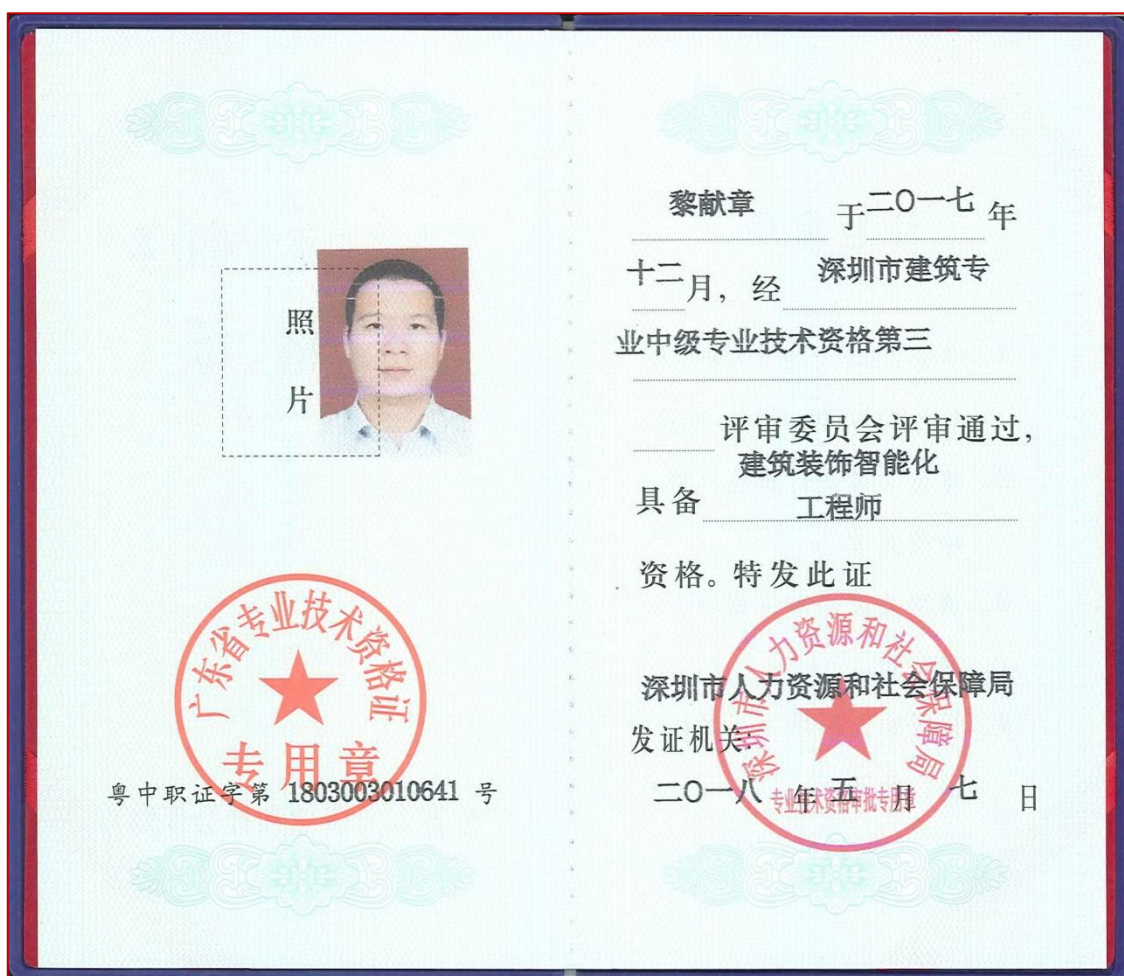 照
片
广东省专业技术资格证
专用章
粤中职证字第 1803003010641 号
黎献章 于二〇一七年
十二月，经 深圳市建筑专
业中级专业技术资格第三
评审委员会评审通过，
建筑装饰智能化
具备 工程师
资格。特发此证
深圳市人力资源和社会保障局
深圳市人力资源和社会保障局
发证机关：
专业技术资格审批专用章
二〇一八年五月七日